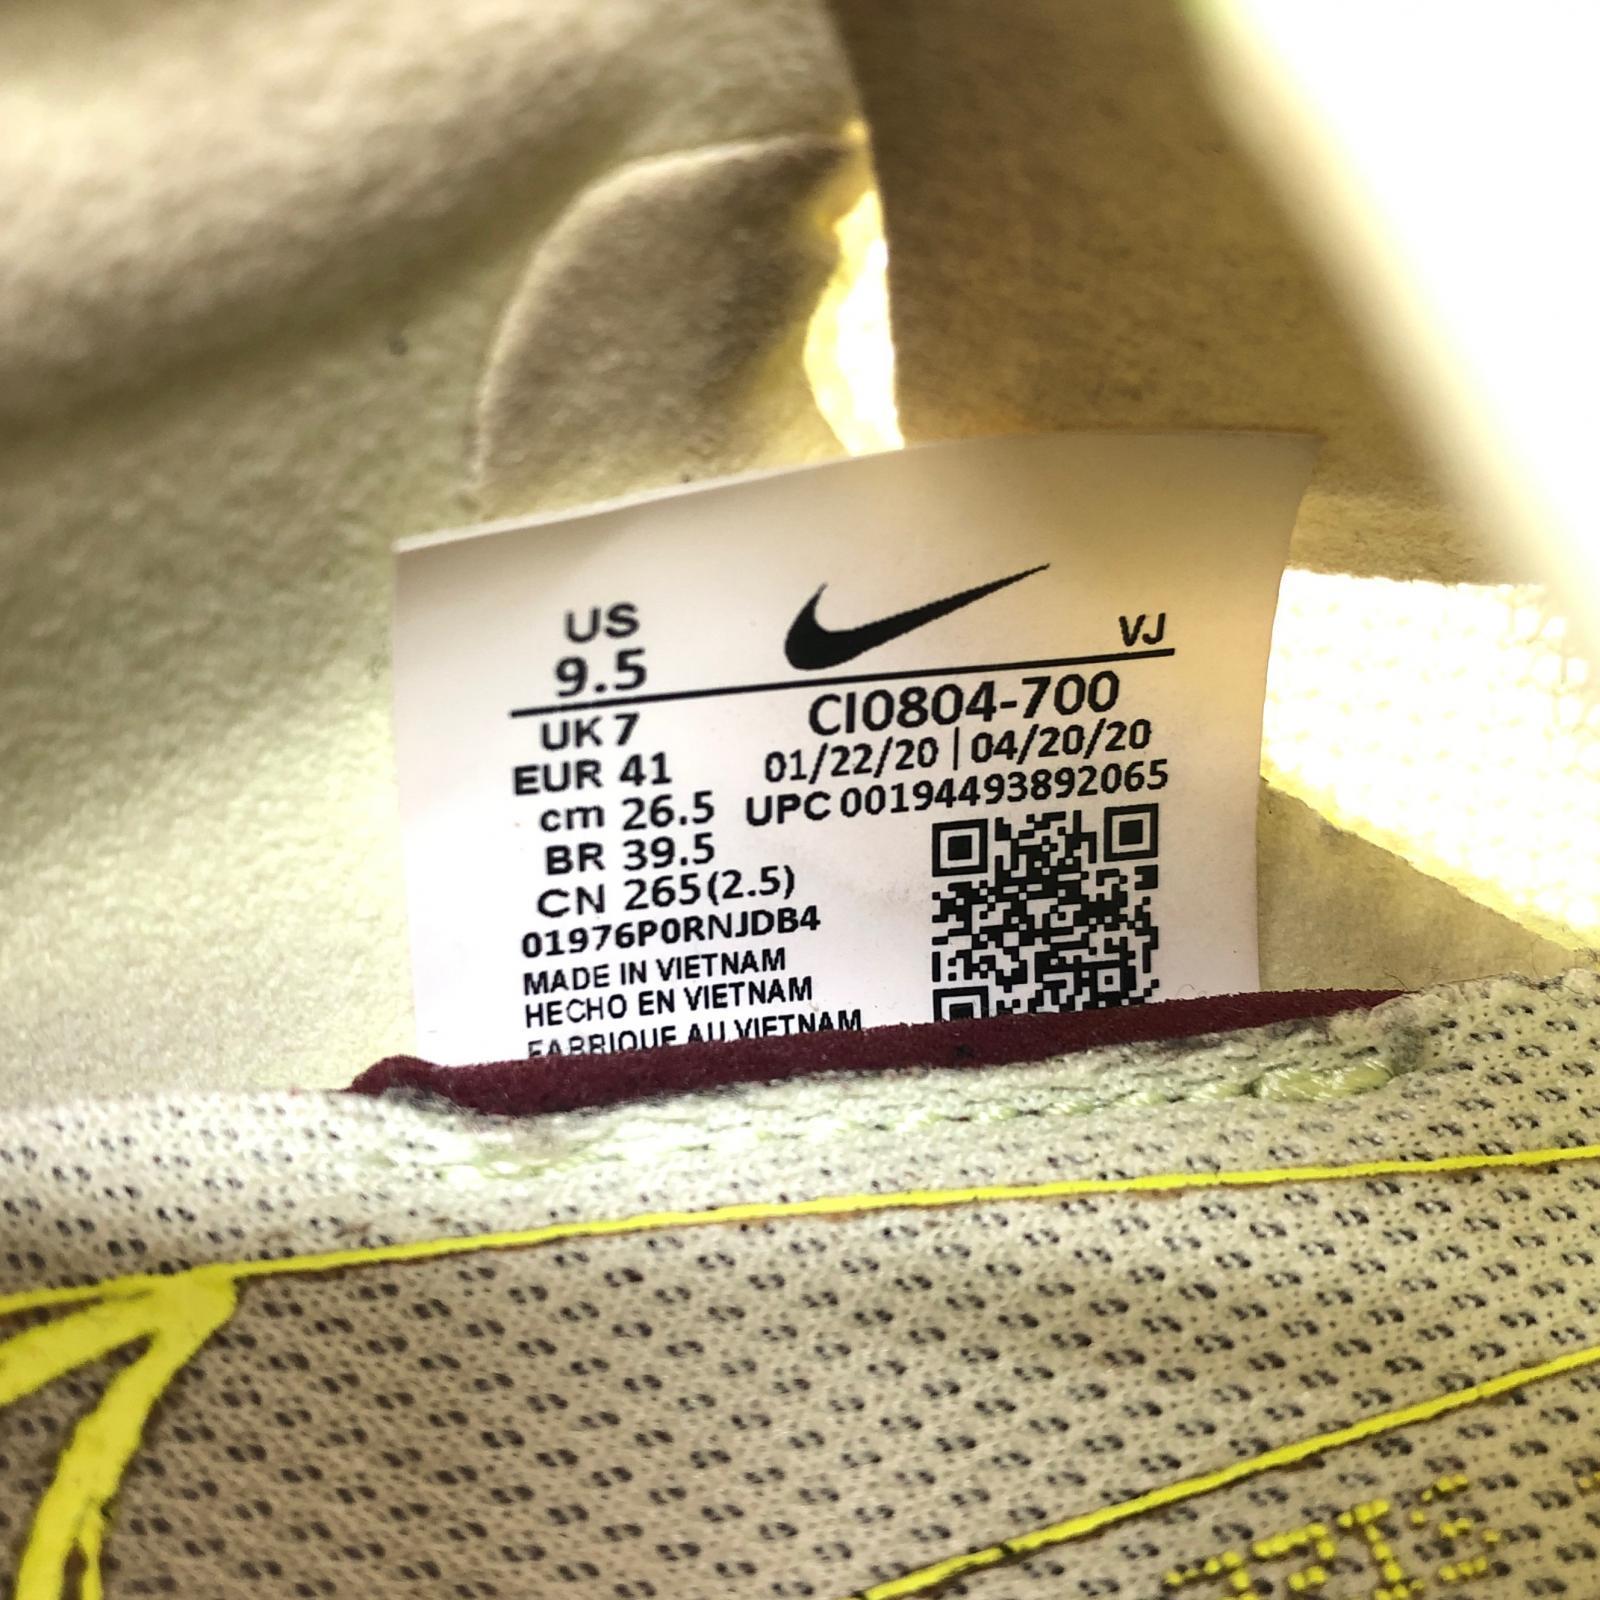 US
9.5
VJ
UK 7
EUR 41
cm 26.5
BR 39.5
CN 265(2.5)
01976P0RNJDB4
MADE IN VIETNAM
HECHO EN VIETNAM
FABRIQUE AU VIETNAM
CI0804-700
01/22/20 | 04/20/20
UPC 00194493892065